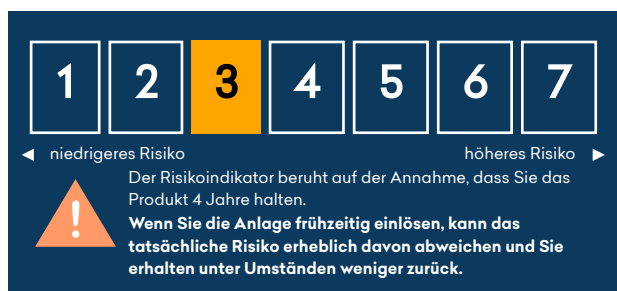 1 2 3 4 5 6 7
◄ niedrigeres Risiko höheres Risiko ►
Der Risikoindikator beruht auf der Annahme, dass Sie das
Produkt 4 Jahre halten.
Wenn Sie die Anlage frühzeitig einlösen, kann das
tatsächliche Risiko erheblich davon abweichen und Sie
erhalten unter Umständen weniger zurück.
!